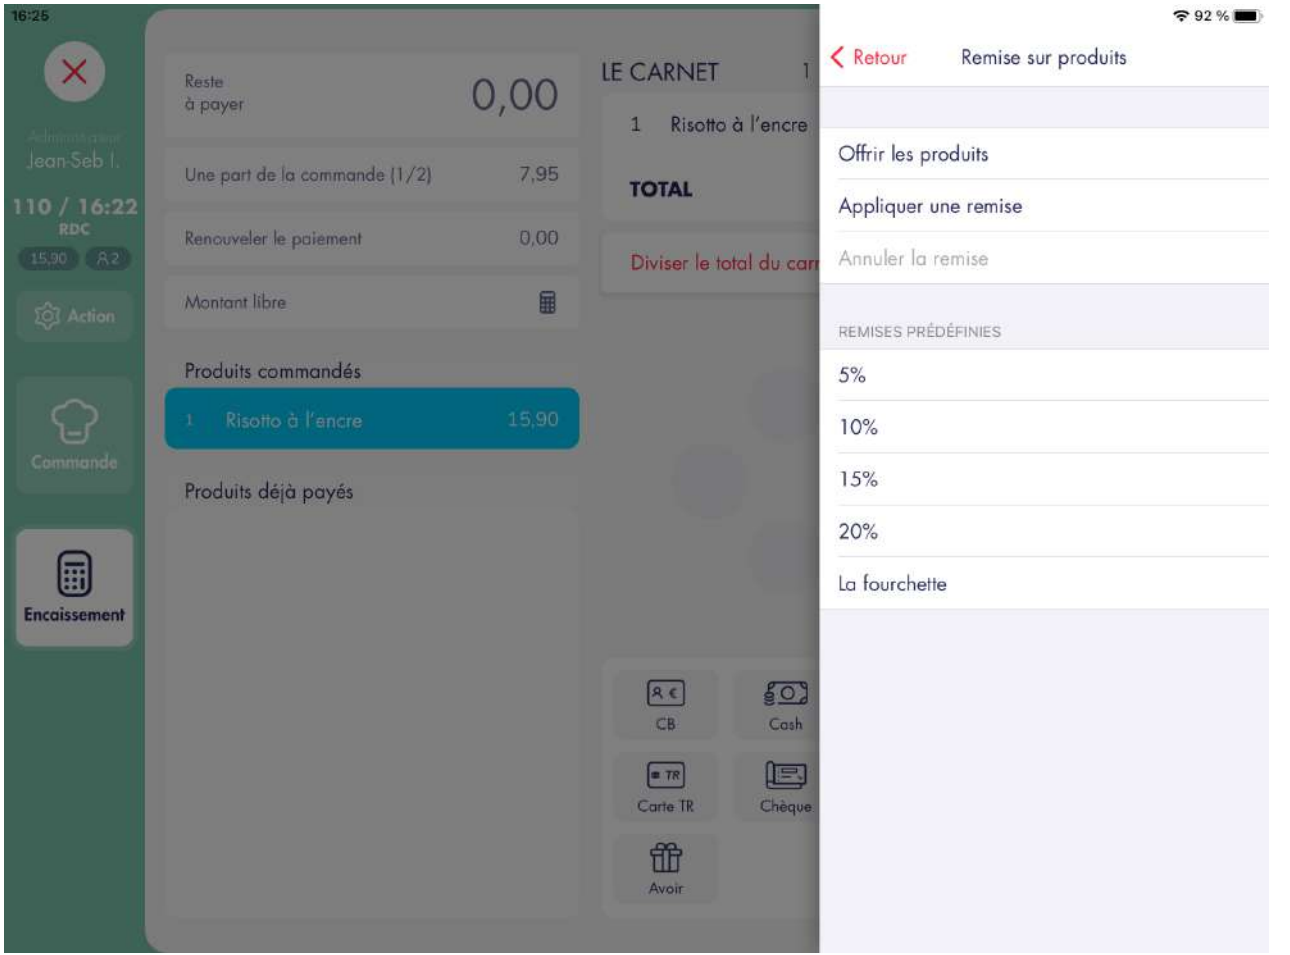 16:25
92 %
Administrateur
Jean-Seb I.
110 / 16:22
RDC
15,90
2
Action
Commande
Encaissement
Reste
à payer
0,00
Une part de la commande (1/2)
7,95
Renouveler le paiement
0,00
Montant libre
Produits commandés
1 Risotto à l'encre 15,90
Produits déjà payés
LE CARNET 1
1 Risotto à l'encre
TOTAL
Diviser le total du carn
€
CB
Cash
TR
Carte TR
Chèque
Avoir
Retour
Remise sur produits
Offrir les produits
Appliquer une remise
Annuler la remise
REMISES PRÉDÉFINIES
5%
10%
15%
20%
La fourchette